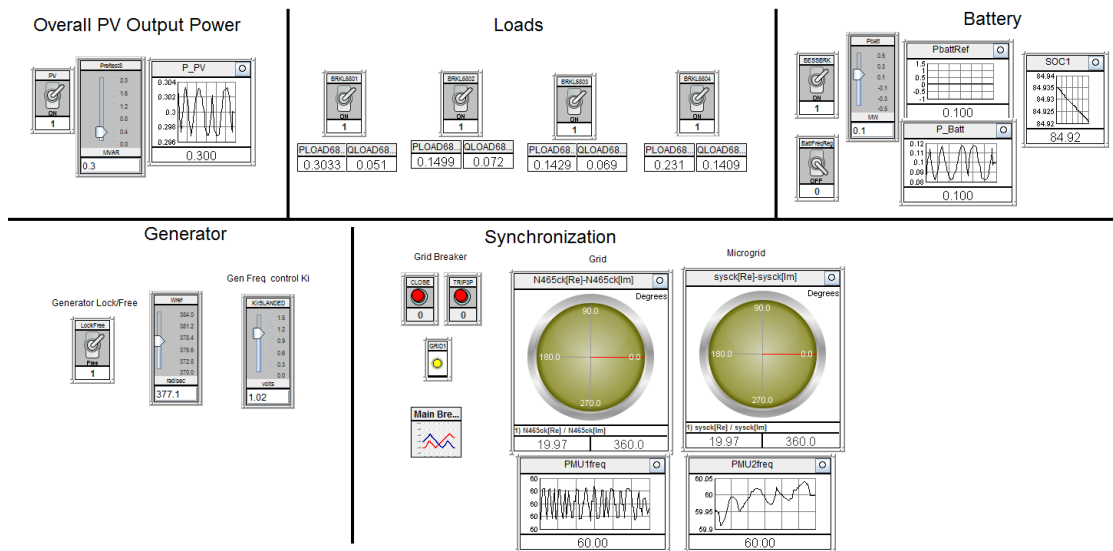 Overall PV Output Power
PV
ON
1
2.0
1.6
1.2
0.8
0.4
0.0
MVAR
0.3
P_PV
0.304
0.302
0.3
0.298
0.296
0.300
Loads
BRKL6801
ON
1
BRKL6802
ON
1
BRKL6803
ON
1
BRKL6804
ON
1
PLOAD68... QLOAD68...
0.3033 0.051
PLOAD68... QLOAD68...
0.1499 0.072
PLOAD68... QLOAD68...
0.1429 0.069
PLOAD68... QLOAD68...
0.231 0.1409
Battery
BESSBRK
ON
1
BattFreqReg
OFF
0
Pbatt
0.5
0.3
0.1
-0.1
-0.3
-0.5
MW
0.1
PbattRef
1.5
1
0.5
0
-0.5
-1
0.100
P_Batt
0.12
0.11
0.1
0.09
0.08
0.100
SOC1
84.94
84.935
84.93
84.925
84.92
84.92
Generator
Generator Lock/Free
LockFree
Free
1
Wref
384.0
381.2
378.4
375.6
372.8
370.0
rad/sec
377.1
Gen Freq control Ki
1.5
1.2
0.9
0.6
0.3
0.0
volts
1.02
Synchronization
Grid Breaker
CLOSE
0
TRIP3P
0
GRID1
Main Bre...
Grid
N465ck[Re]-N465ck[Im]
Degrees
90.0
180.0
0.0
270.0
1) N465ck[Re] / N465ck[Im]
19.97 360.0
PMU1freq
60
60
60
60
60
60.00
Microgrid
sysck[Re]-sysck[Im]
Degrees
90.0
180.0
0.0
270.0
1) sysck[Re] / sysck[Im]
19.97 360.0
PMU2freq
60.05
60
59.95
59.9
60.00